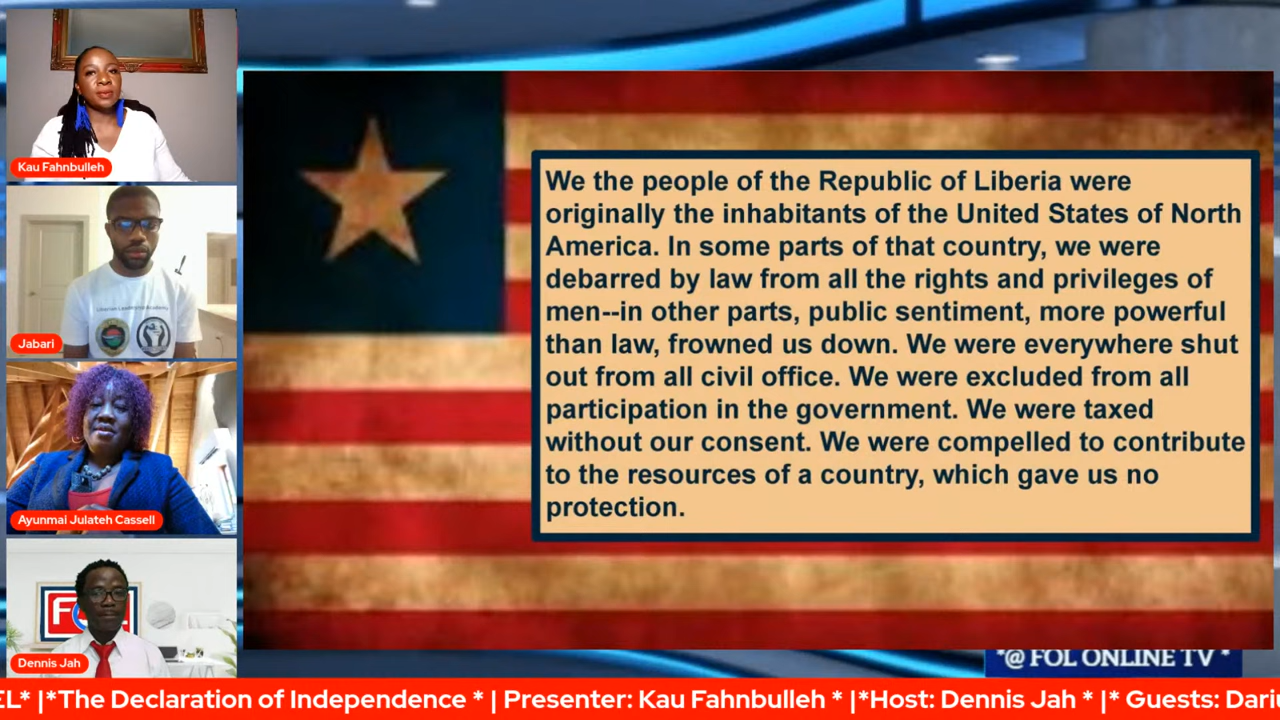 Kau Fahnbulleh
We the people of the Republic of Liberia were
originally the inhabitants of the United States of North
America. In some parts of that country, we were
debarred by law from all the rights and privileges of
men--in other parts, public sentiment, more powerful
than law, frowned us down. We were everywhere shut
out from all civil office. We were excluded from all
participation in the government. We were taxed
without our consent. We were compelled to contribute
to the resources of a country, which gave us no
protection.
Jabari
Ayunmai Julateh Cassell
Dennis Jah
*@ FOL ONLINE TV *
EL* |*The Declaration of Independence * | Presenter: Kau Fahnbulleh * |*Host: Dennis Jah * |* Guests: